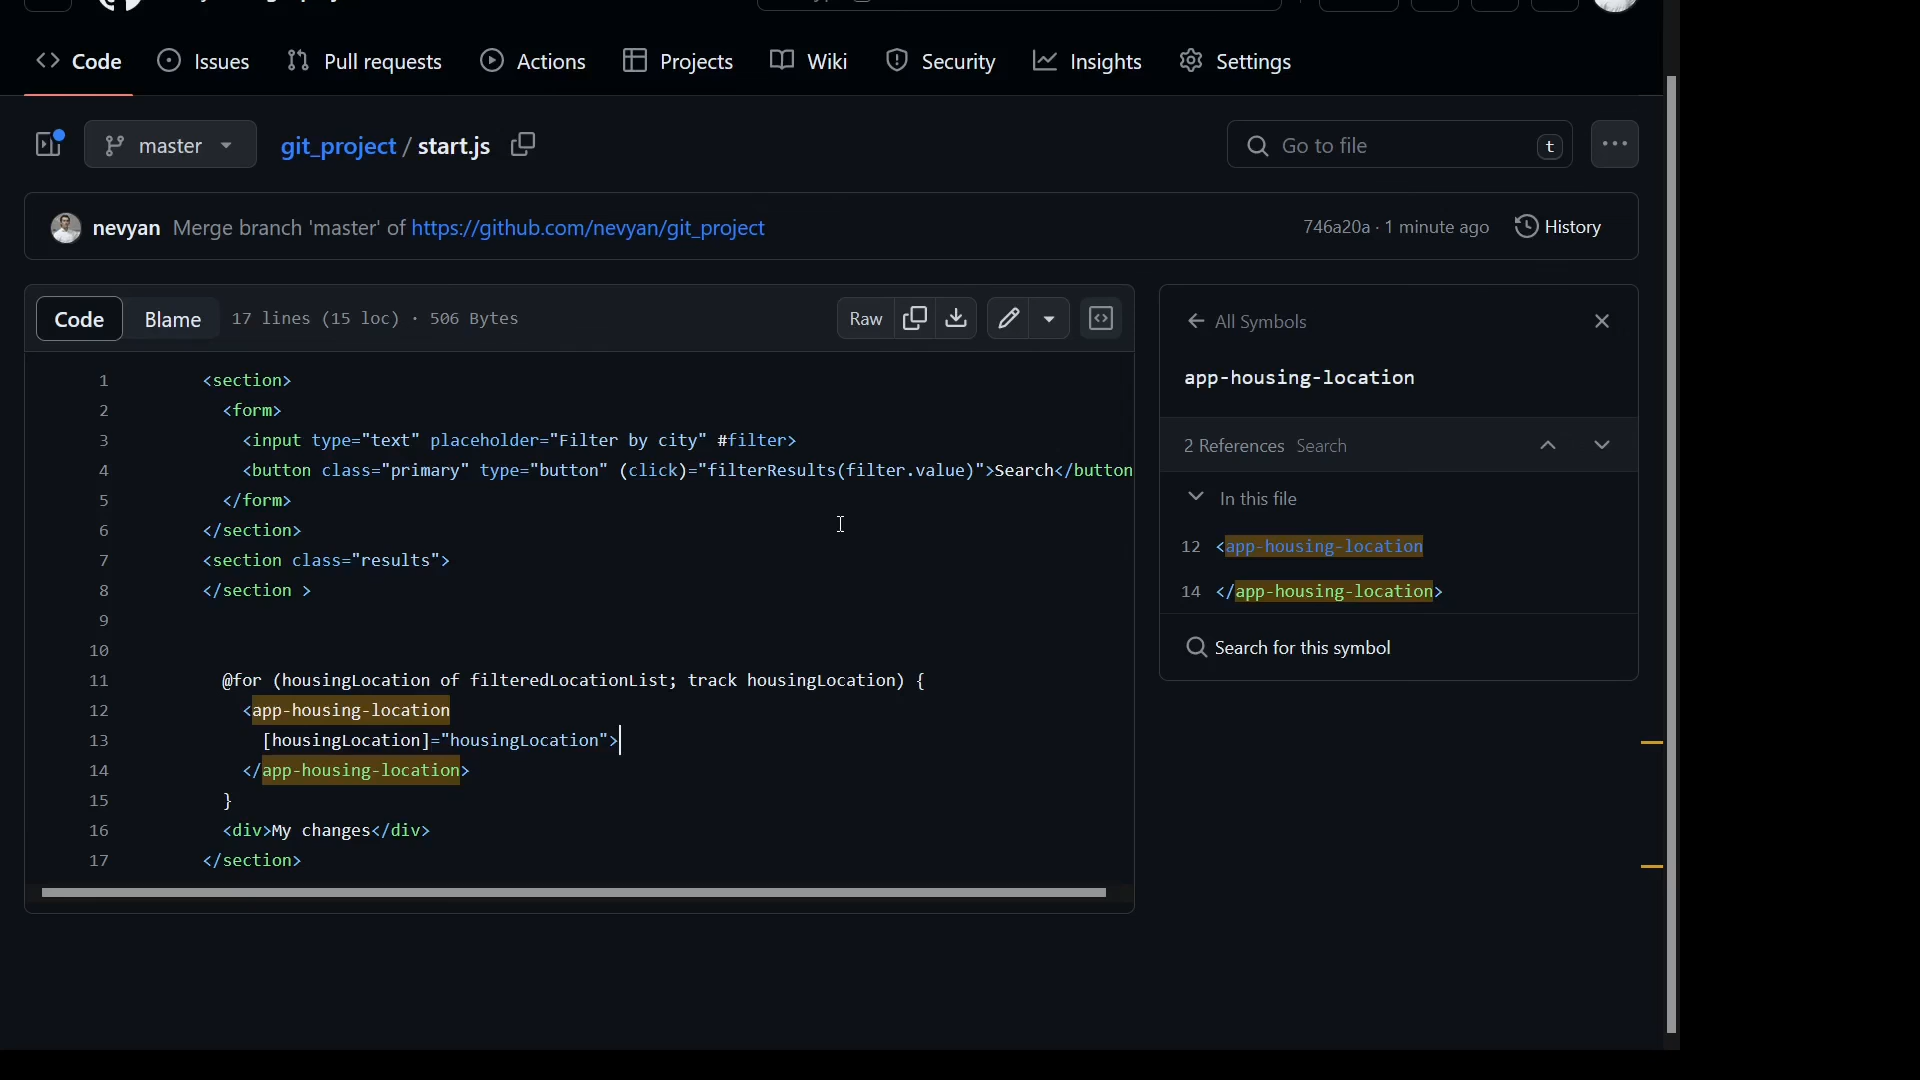 Code Issues Pull requests Actions Projects Wiki Security Insights Settings
master git_project / start.js Go to file t
nevyan Merge branch 'master' of https://github.com/nevyan/git_project 746a20a · 1 minute ago History
Code Blame 17 lines (15 loc) · 506 Bytes Raw
1 <section>
2 <form>
3 <input type="text" placeholder="Filter by city" #filter>
4 <button class="primary" type="button" (click)="filterResults(filter.value)">Search</button
5 </form>
6 </section>
7 <section class="results">
8 </section >
9
10
11 @for (housingLocation of filteredLocationList; track housingLocation) {
12 <app-housing-location
13 [housingLocation]="housingLocation">
14 </app-housing-location>
15 }
16 <div>My changes</div>
17 </section>
All Symbols
app-housing-location
2 References Search
In this file
12 <app-housing-location
14 </app-housing-location>
Search for this symbol